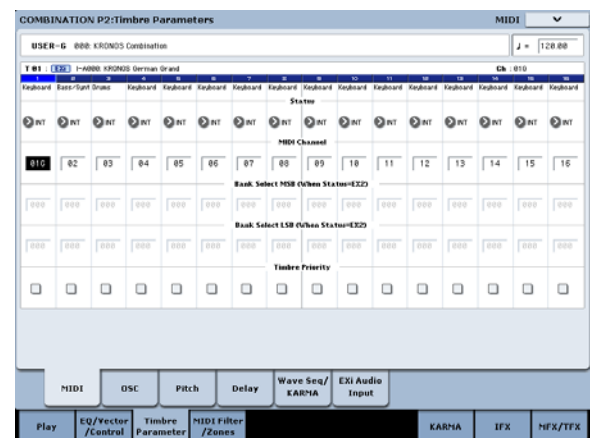 COMBINATION P2:Timbre Parameters MIDI
USER-G 000: KRONOS Combination ♩ = 120.00
T 01 : I-A000: KRONOS German Grand Ch : 01G
1 2 3 4 5 6 7 8 9 10 11 12 13 14 15 16
Keyboard Bass/Synt Drums Keyboard Keyboard Keyboard Keyboard Keyboard Keyboard Keyboard Keyboard Keyboard Keyboard Keyboard Keyboard Keyboard
Status
INT INT INT INT INT INT INT INT INT INT INT INT INT INT INT INT
MIDI Channel
01G 02 03 04 05 06 07 08 09 10 11 12 13 14 15 16
Bank Select MSB (When Status=EX2)
000 000 000 000 000 000 000 000 000 000 000 000 000 000 000 000
Bank Select LSB (When Status=EX2)
000 000 000 000 000 000 000 000 000 000 000 000 000 000 000 000
Timbre Priority
MIDI OSC Pitch Delay Wave Seq/ KARMA EXi Audio Input
Play EQ/Vector /Control Timbre Parameter MIDI Filter /Zones KARMA IFX MFX/TFX